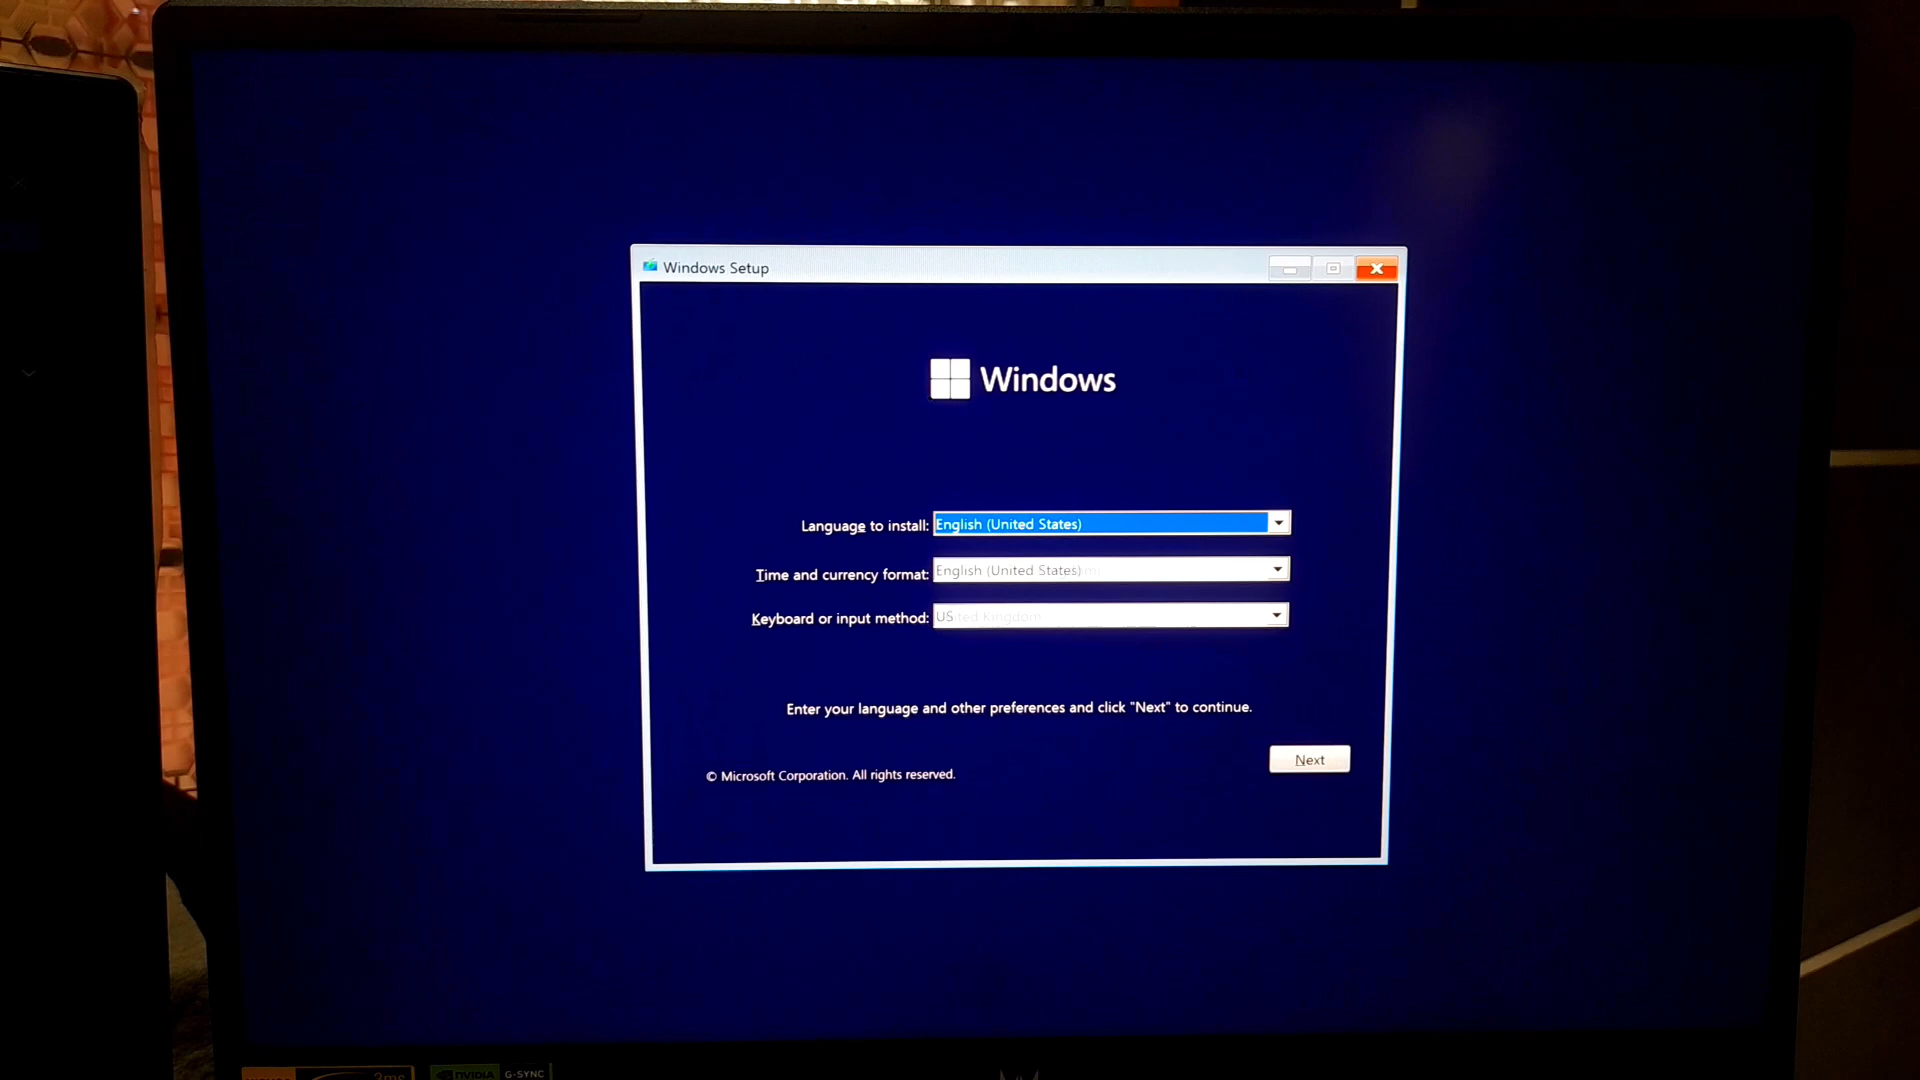 Windows Setup
Windows
Language to install: English (United States)
Time and currency format: English (United States)
Keyboard or input method: US
Enter your language and other preferences and click "Next" to continue.
Next
© Microsoft Corporation. All rights reserved.
3ms
NVIDIA G-SYNC